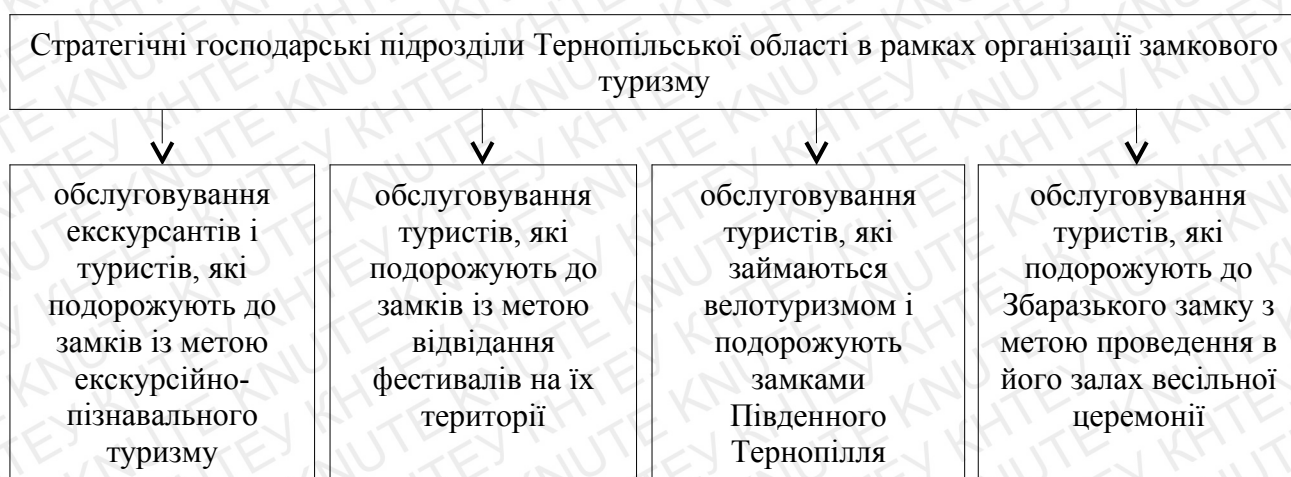 Стратегічні господарські підрозділи Тернопільської області в рамках організації замкового
туризму
обслуговування
екскурсантів і
туристів, які
подорожують до
замків із метою
екскурсійно-
пізнавального
туризму
обслуговування
туристів, які
подорожують до
замків із метою
відвідання
фестивалів на їх
території
обслуговування
туристів, які
займаються
велотуризмом і
подорожують
замками
Південного
Тернопілля
обслуговування
туристів, які
подорожують до
Збаразького замку з
метою проведення в
його залах весільної
церемонії